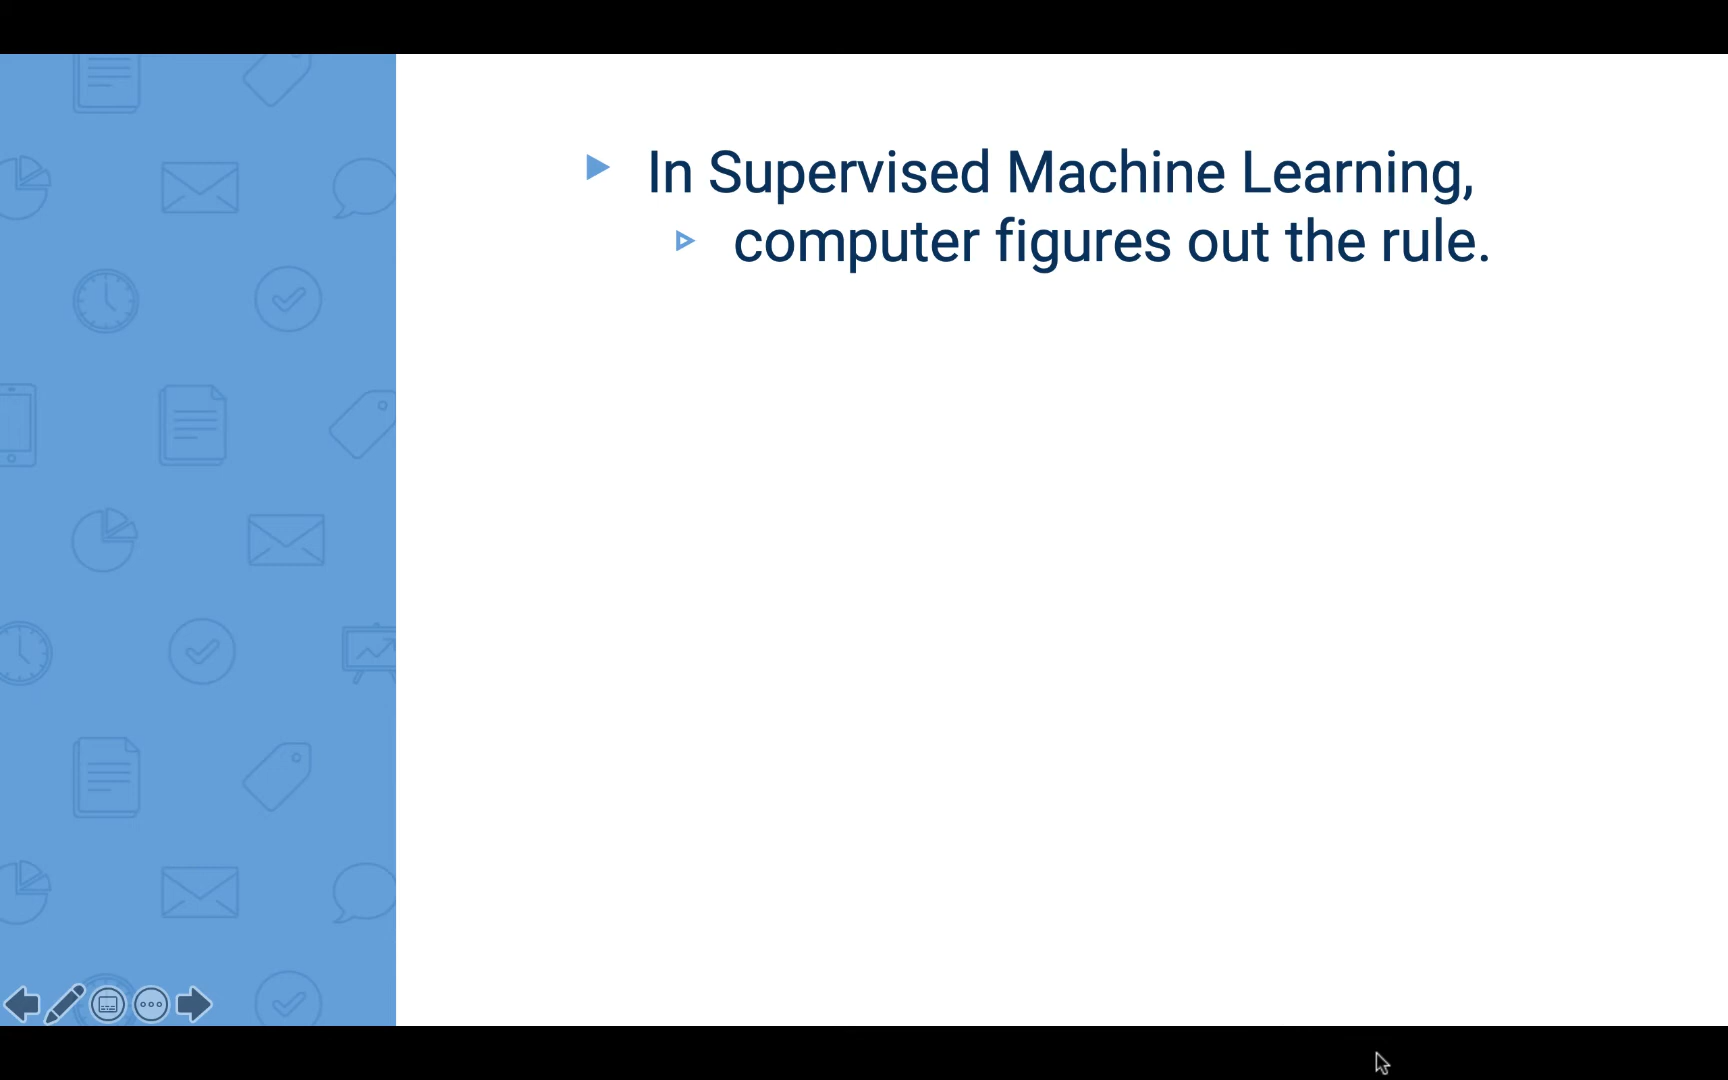 In Supervised Machine Learning,
computer figures out the rule.